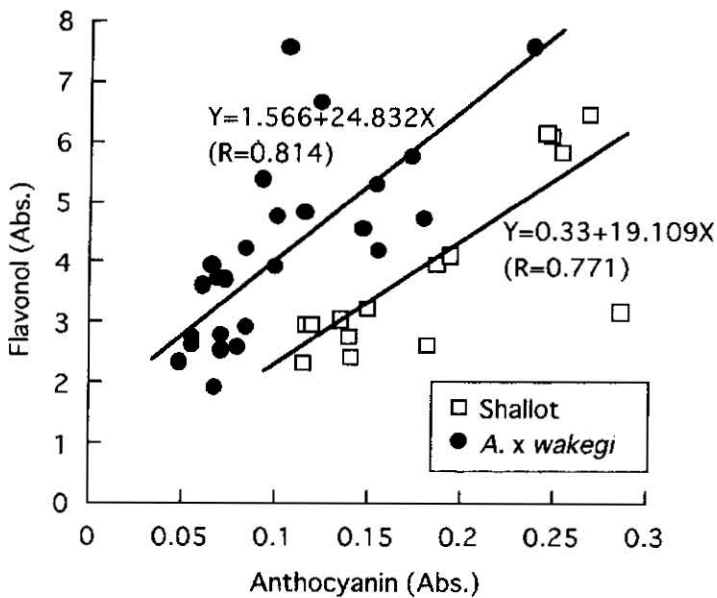 8
7
6
5
4
3
2
1
0
Flavonol (Abs.)
Y=1.566+24.832X
(R=0.814)
Y=0.33+19.109X
(R=0.771)
Shallot
A. x wakegi
0
0.05
0.1
0.15
0.2
0.25
0.3
Anthocyanin (Abs.)